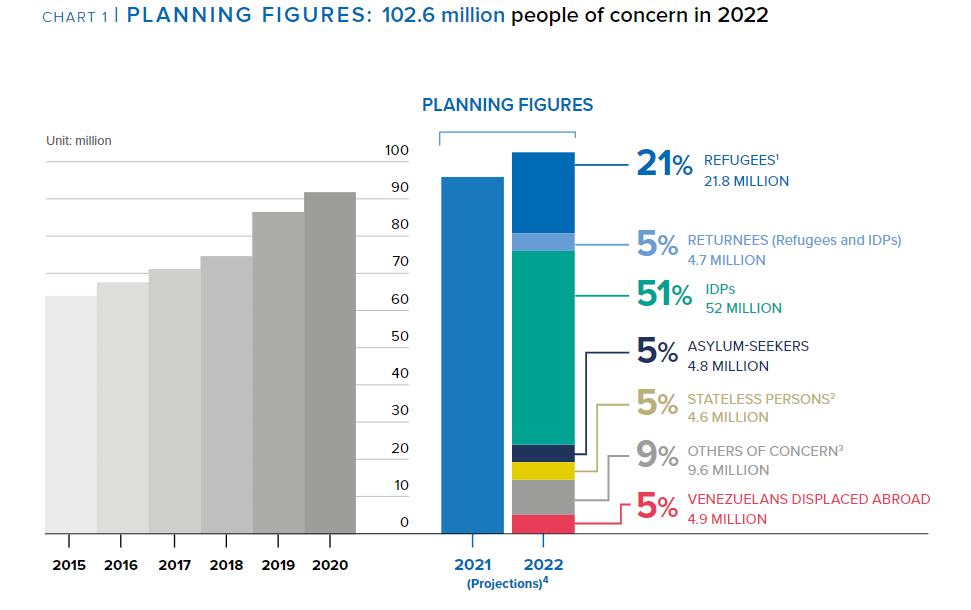 CHART 1 | PLANNING FIGURES: 102.6 million people of concern in 2022
PLANNING FIGURES
Unit: million
100
90
80
70
60
50
40
30
20
10
0
21% REFUGEES¹
21.8 MILLION
5% RETURNEES (Refugees and IDPs)
4.7 MILLION
51% IDPs
52 MILLION
5% ASYLUM-SEEKERS
4.8 MILLION
5% STATELESS PERSONS²
4.6 MILLION
9% OTHERS OF CONCERN³
9.6 MILLION
5% VENEZUELANS DISPLACED ABROAD
4.9 MILLION
2015 2016 2017 2018 2019 2020 2021 2022
(Projections)⁴